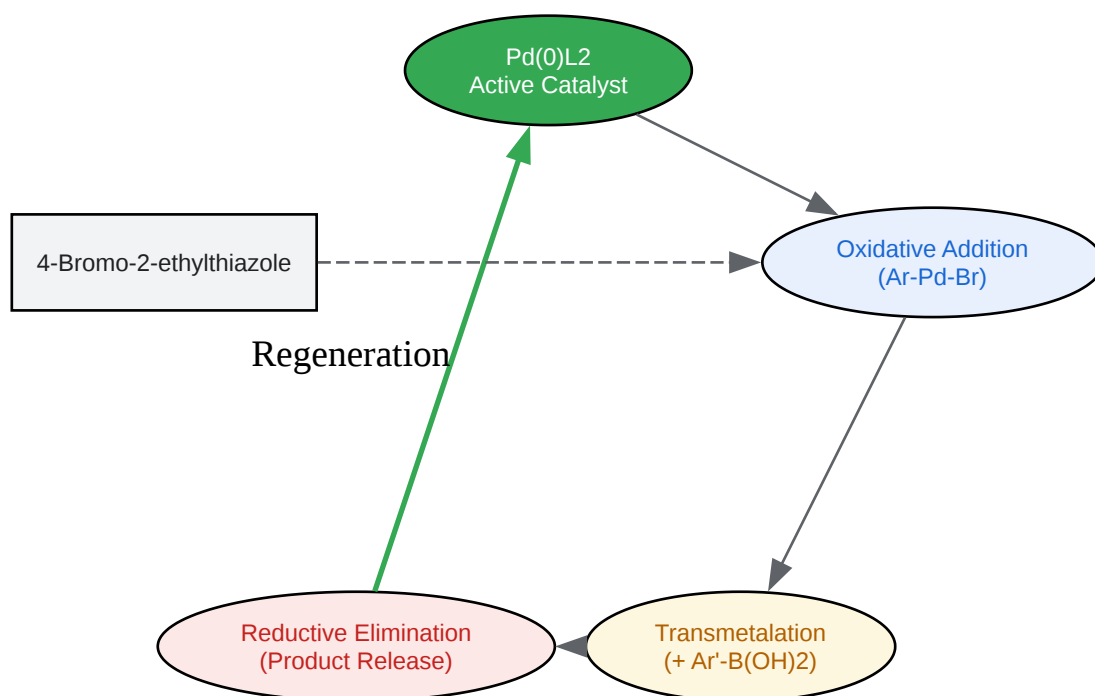 Pd(0)L2
Active Catalyst
4-Bromo-2-ethylthiazole
Oxidative Addition
(Ar-Pd-Br)
Regeneration
Reductive Elimination
(Product Release)
Transmetalation
(+ Ar'-B(OH)2)